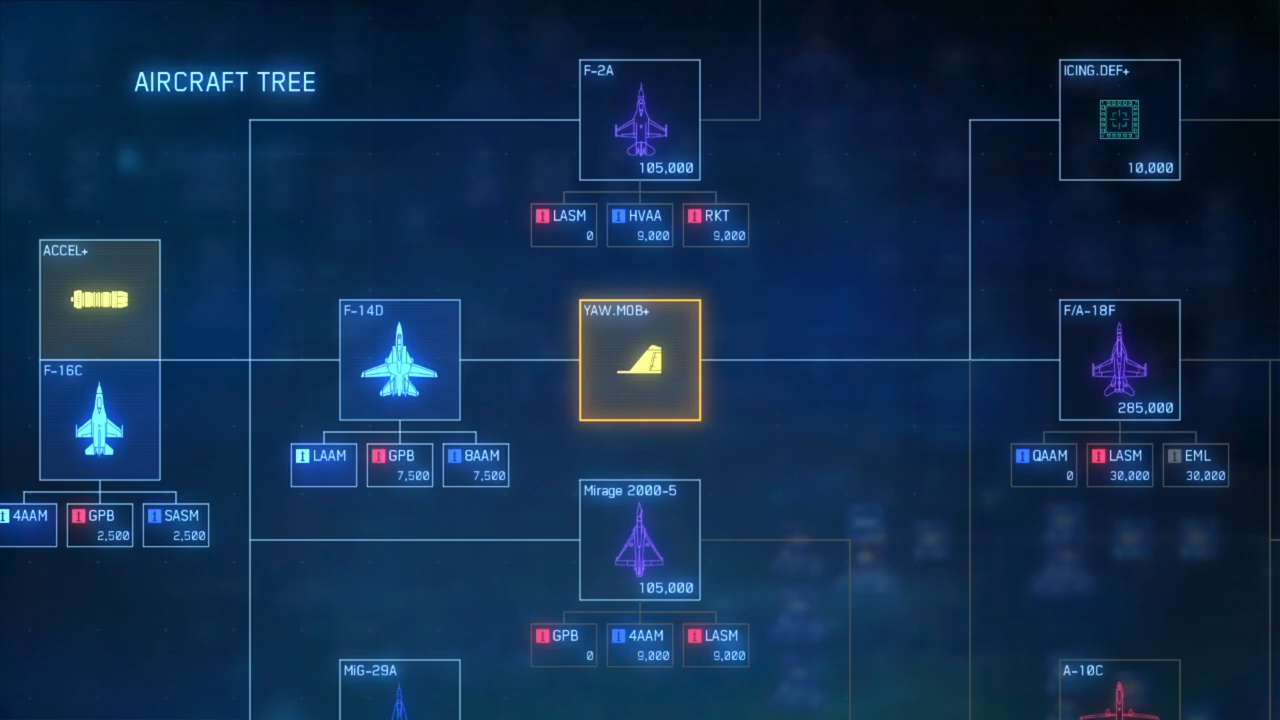 AIRCRAFT TREE
F-2A
105,000
LASM
0
HVAA
9,000
RKT
9,000
ICING.DEF+
10,000
ACCEL+
F-16C
4AAM
GPB
2,500
SASM
2,500
F-14D
LAAM
GPB
7,500
8AAM
7,500
YAW.MOB+
F/A-18F
285,000
QAAM
0
LASM
30,000
EML
30,000
Mirage 2000-5
105,000
GPB
0
4AAM
9,000
LASM
9,000
MiG-29A
A-10C